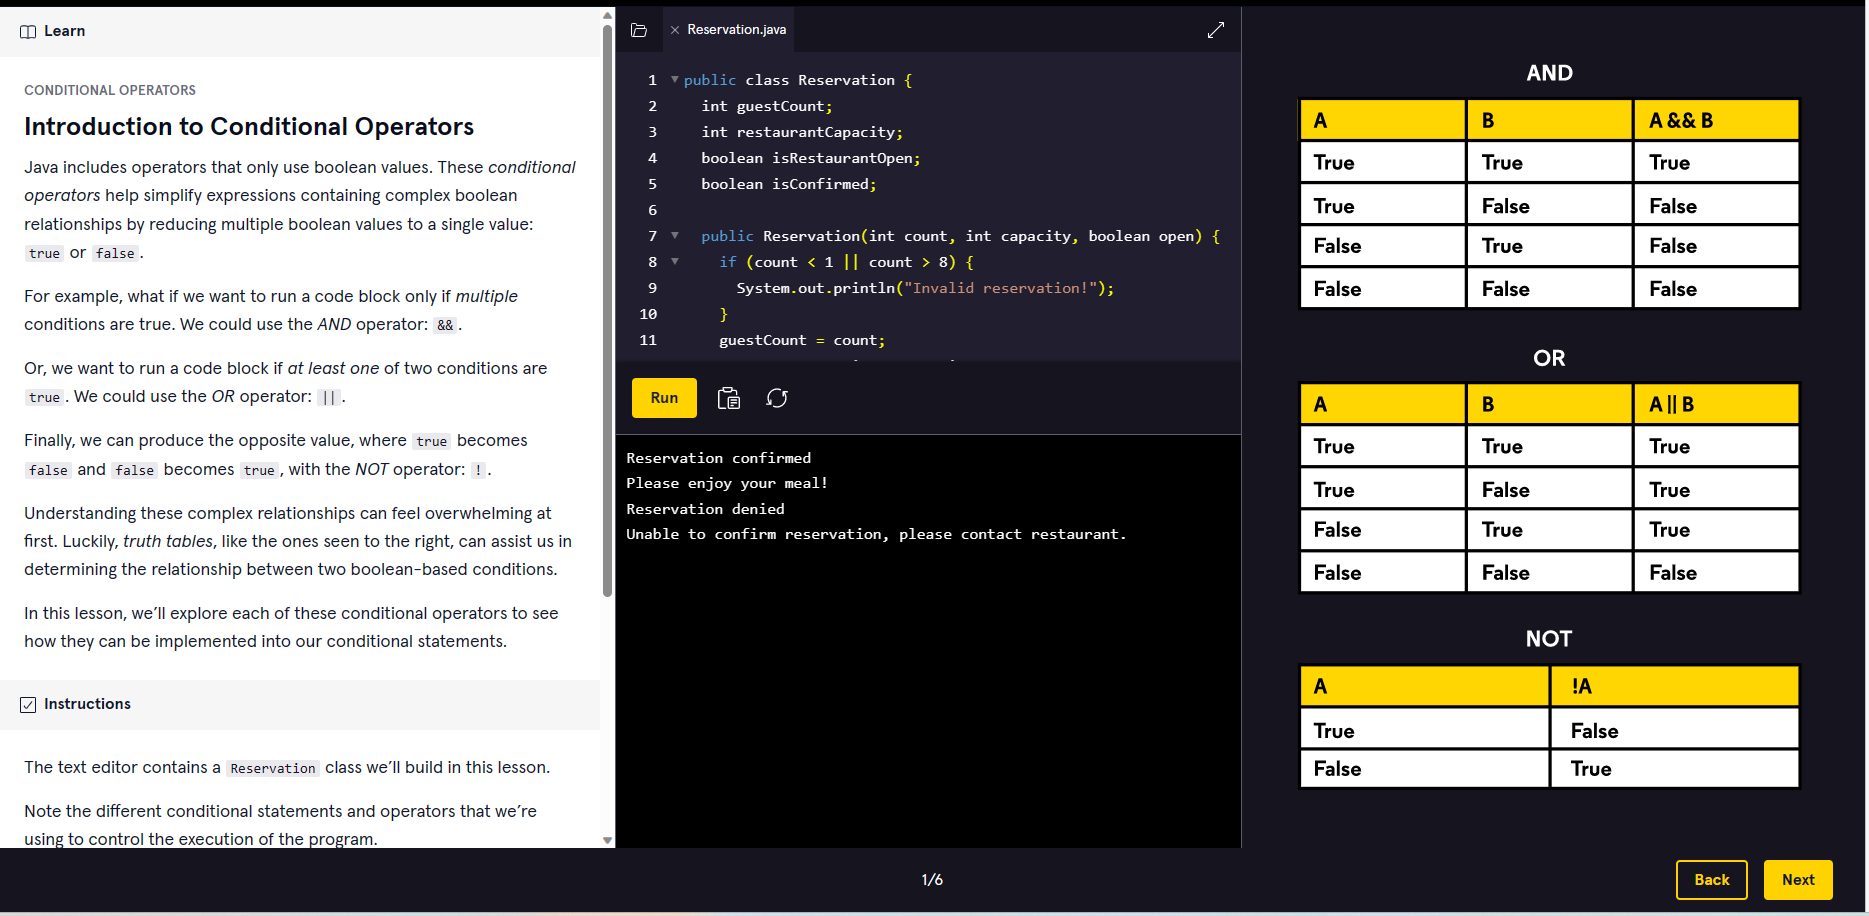 Learn
CONDITIONAL OPERATORS
Introduction to Conditional Operators
Java includes operators that only use boolean values. These conditional
operators help simplify expressions containing complex boolean
relationships by reducing multiple boolean values to a single value:
true or false.
For example, what if we want to run a code block only if multiple
conditions are true. We could use the AND operator: &&.
Or, we want to run a code block if at least one of two conditions are
true. We could use the OR operator: ||.
Finally, we can produce the opposite value, where true becomes
false and false becomes true, with the NOT operator: !.
Understanding these complex relationships can feel overwhelming at
first. Luckily, truth tables, like the ones seen to the right, can assist us in
determining the relationship between two boolean-based conditions.
In this lesson, we'll explore each of these conditional operators to see
how they can be implemented into our conditional statements.
Instructions
The text editor contains a Reservation class we'll build in this lesson.
Note the different conditional statements and operators that we're
using to control the execution of the program.
Reservation.java
1 public class Reservation {
2 int guestCount;
3 int restaurantCapacity;
4 boolean isRestaurantOpen;
5 boolean isConfirmed;
6
7 public Reservation(int count, int capacity, boolean open) {
8 if (count < 1 || count > 8) {
9 System.out.println("Invalid reservation!");
10 }
11 guestCount = count;
Run
Reservation confirmed
Please enjoy your meal!
Reservation denied
Unable to confirm reservation, please contact restaurant.
AND
A B A && B
True True True
True False False
False True False
False False False
OR
A B A || B
True True True
True False True
False True True
False False False
NOT
A !A
True False
False True
1/6
Back
Next